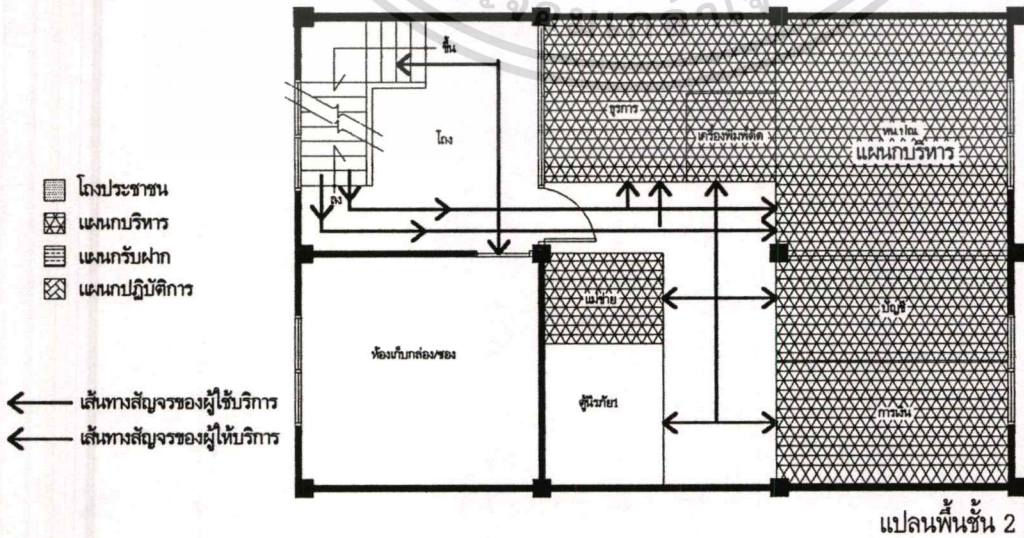 ขึ้น
โถง
ลง
ธุรการ
เครื่องพิมพ์ดีด
หน.ปณ.
แผนกบริหาร
โถงประชาชน
แผนกบริหาร
แผนกรับฝาก
แผนกปฏิบัติการ
แม่ข่าย
บัญชี
ห้องเก็บกล่อง/ซอง
ตู้นิรภัย1
การเงิน
เส้นทางสัญจรของผู้ใช้บริการ
เส้นทางสัญจรของผู้ให้บริการ
แปลนพื้นชั้น 2